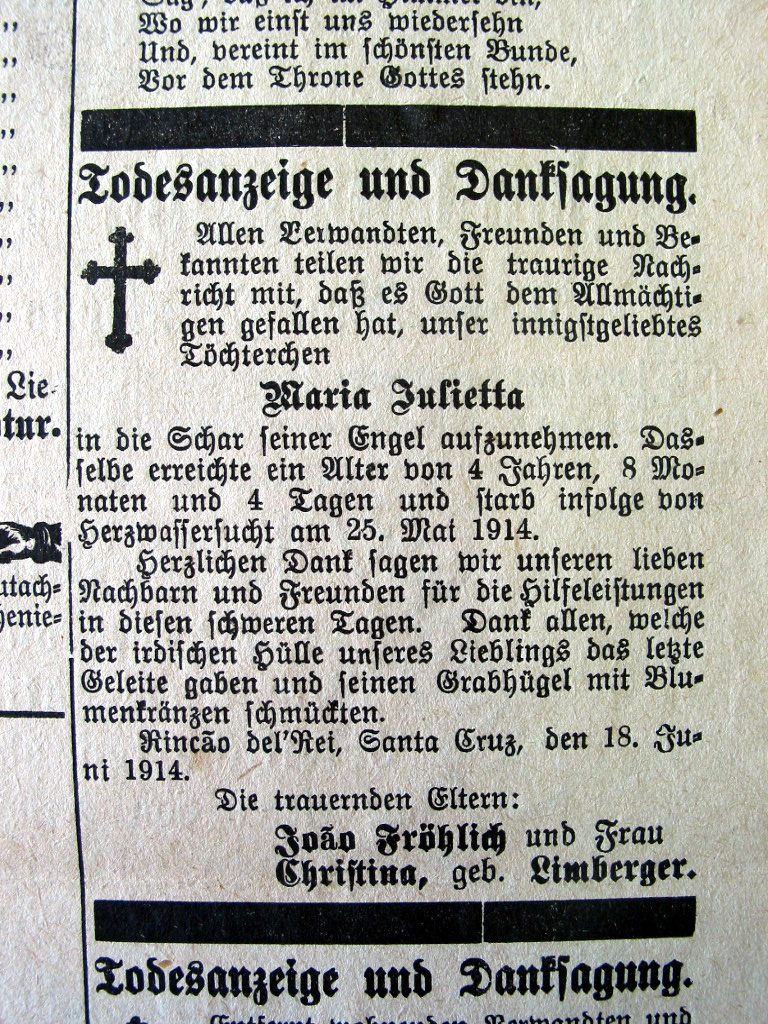 Wo wir einst uns wiedersehn
Und, vereint im schönsten Bunde,
Vor dem Throne Gottes stehn.
Todesanzeige und Danksagung.
Allen Verwandten, Freunden und Be-
kannten teilen wir die traurige Nach-
richt mit, daß es Gott dem Allmächti-
gen gefallen hat, unser innigstgeliebtes
Töchterchen
Maria Julietta
in die Schar seiner Engel aufzunehmen. Das-
selbe erreichte ein Alter von 4 Jahren, 8 Mo-
naten und 4 Tagen und starb infolge von
Herzwassersucht am 25. Mai 1914.
Herzlichen Dank sagen wir unseren lieben
Nachbarn und Freunden für die Hilfeleistungen
in diesen schweren Tagen. Dank allen, welche
der irdischen Hülle unseres Lieblings das letzte
Geleite gaben und seinen Grabhügel mit Blu-
menkränzen schmückten.
Rincão del'Rei, Santa Cruz, den 18. Ju-
ni 1914.
Die trauernden Eltern:
João Fröhlich und Frau
Christina, geb. Limberger.
Todesanzeige und Danksagung.
Entfernt wohnenden Verwandten und